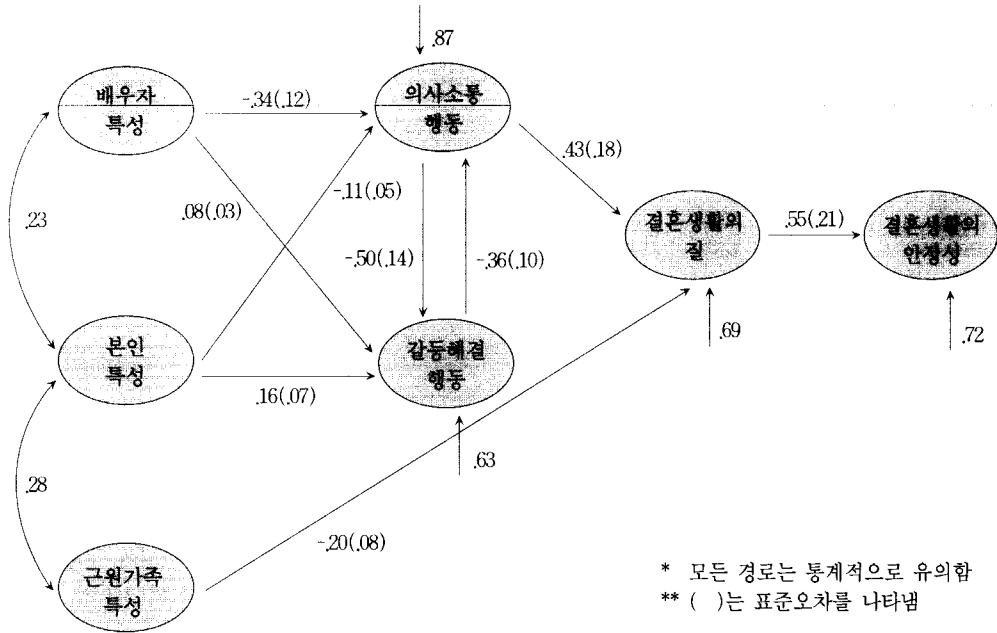 .87
배우자
특성
-.34(.12)
의사소통
행동
.43(.18)
.23
.08(.03)
-.11(.05)
-.50(.14)
-.36(.10)
결혼생활의
질
.55(.21)
결혼생활의
안정성
본인
특성
.16(.07)
갈등해결
행동
.69
.72
.63
.28
-.20(.08)
근원가족
특성
* 모든 경로는 통계적으로 유의함
** ( )는 표준오차를 나타냄